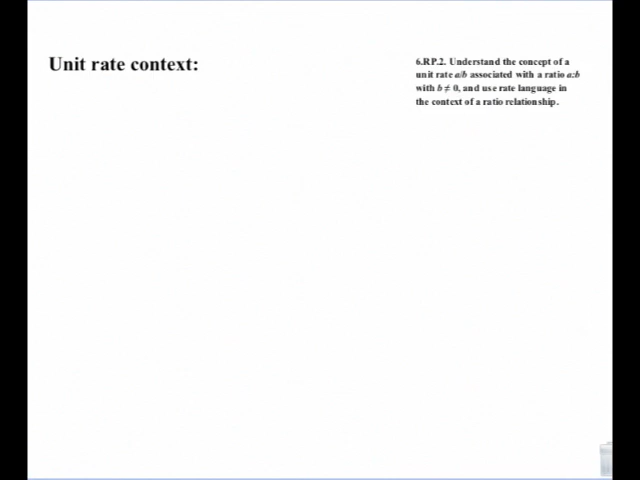 Unit rate context:
6.RP.2. Understand the concept of a
unit rate a/b associated with a ratio a:b
with b ≠ 0, and use rate language in
the context of a ratio relationship.